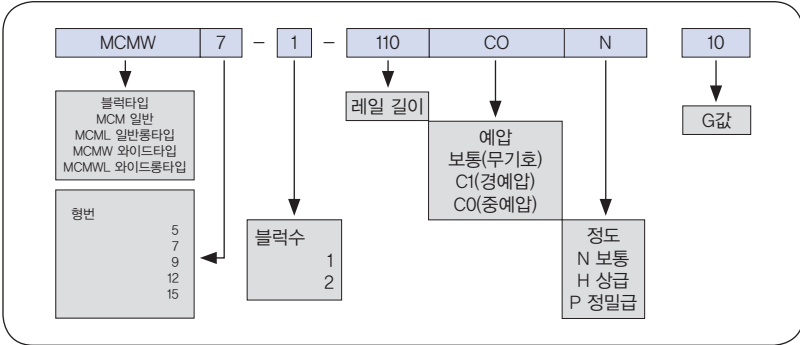 MCMW 7 - 1 - 110 CO N 10
블럭타입
MCM 일반
MCML 일반롱타입
MCMW 와이드타입
MCMWL 와이드롱타입
레일 길이
G값
예압
보통(무기호)
C1(경예압)
C0(중예압)
형번
5
7
9
12
15
블럭수
1
2
정도
N 보통
H 상급
P 정밀급